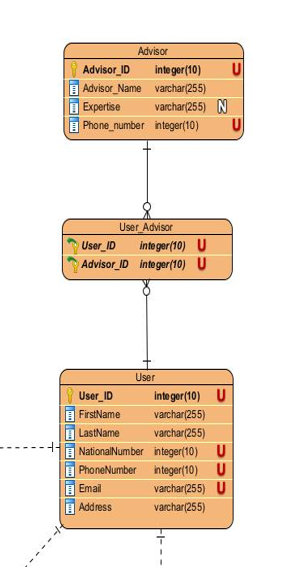 Advisor
Advisor_ID integer(10) U
Advisor_Name varchar(255)
Expertise varchar(255) N
Phone_number integer(10) U
User_Advisor
User_ID integer(10) U
Advisor_ID integer(10) U
User
User_ID integer(10) U
FirstName varchar(255)
LastName varchar(255)
NationalNumber integer(10) U
PhoneNumber integer(10) U
Email varchar(255) U
Address varchar(255)